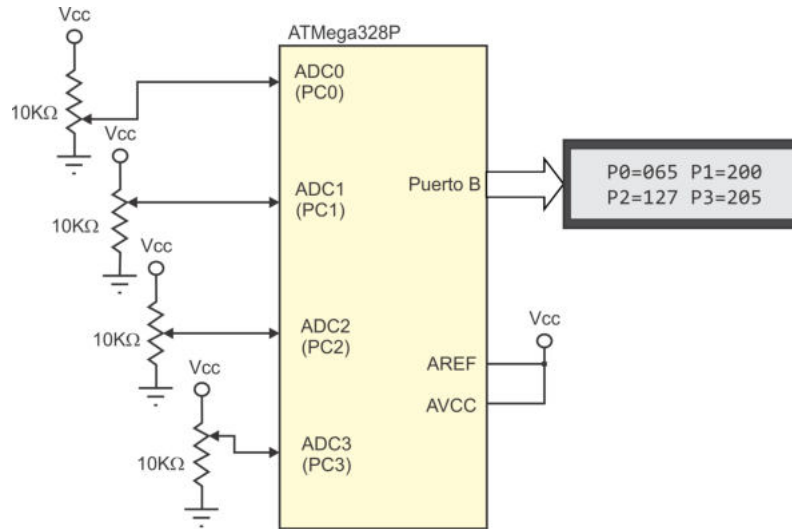 Vcc
ATMega328P
ADC0
(PC0)
10KΩ
Vcc
P0=065 P1=200
P2=127 P3=205
Puerto B
ADC1
(PC1)
10KΩ
Vcc
ADC2
(PC2)
10KΩ
Vcc
Vcc
AREF
AVCC
ADC3
(PC3)
10KΩ